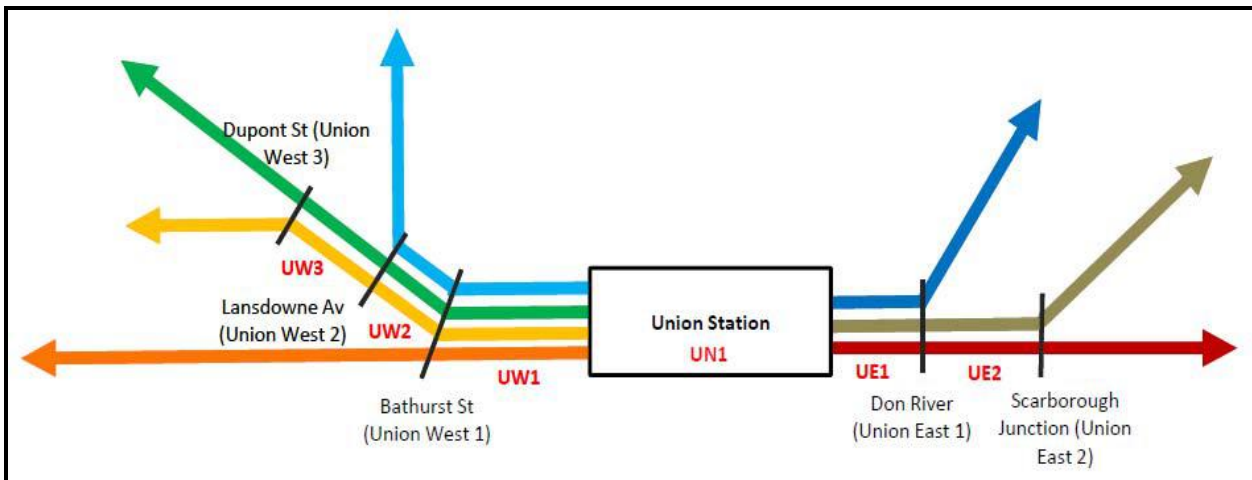 Dupont St (Union
West 3)
UW3
Lansdowne Av
(Union West 2)
UW2
Bathurst St
(Union West 1)
UW1
Union Station
UN1
UE1
UE2
Don River
(Union East 1)
Scarborough
Junction (Union
East 2)